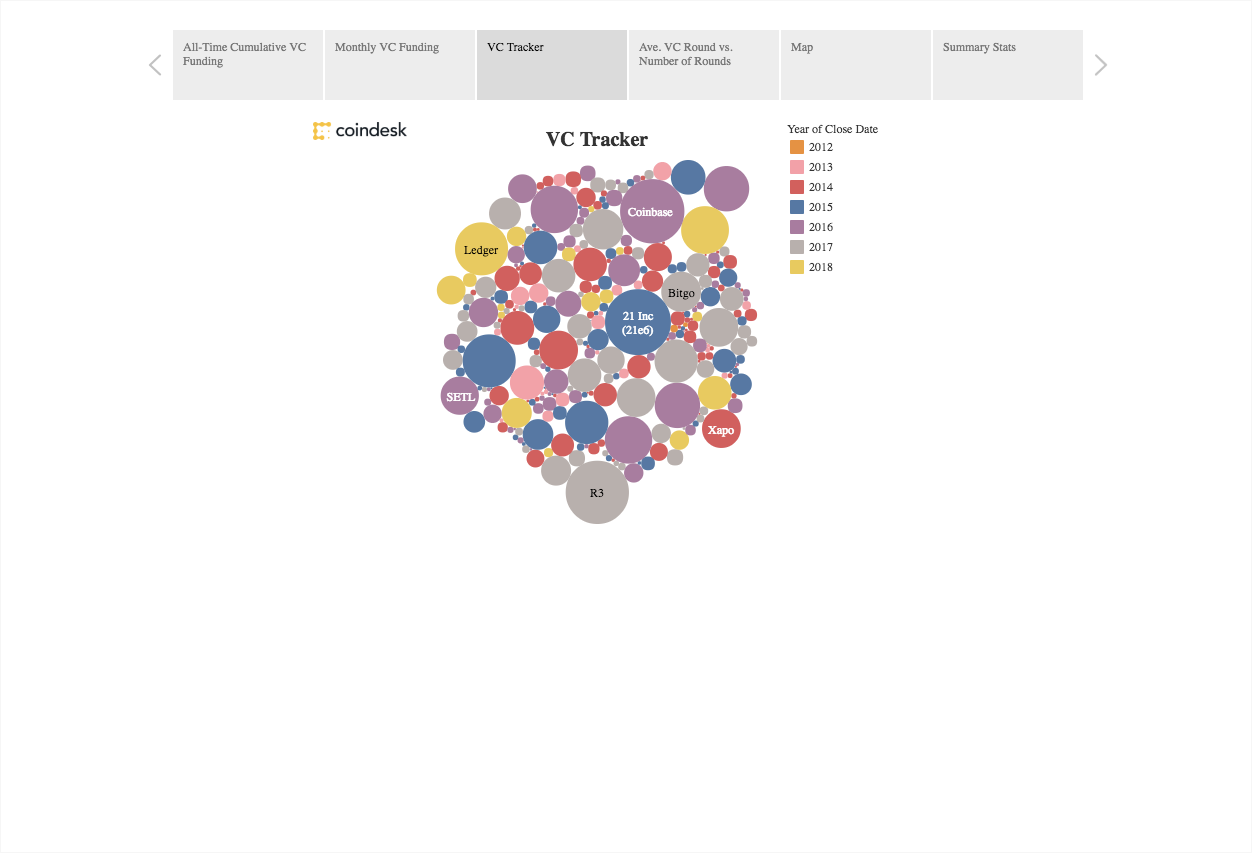 All-Time Cumulative VC
Funding
Monthly VC Funding
VC Tracker
Ave. VC Round vs.
Number of Rounds
Map
Summary Stats
coindesk
VC Tracker
Year of Close Date
2012
2013
2014
2015
2016
2017
2018
Coinbase
Ledger
Bitgo
21 Inc
(21e6)
SETL
Xapo
R3